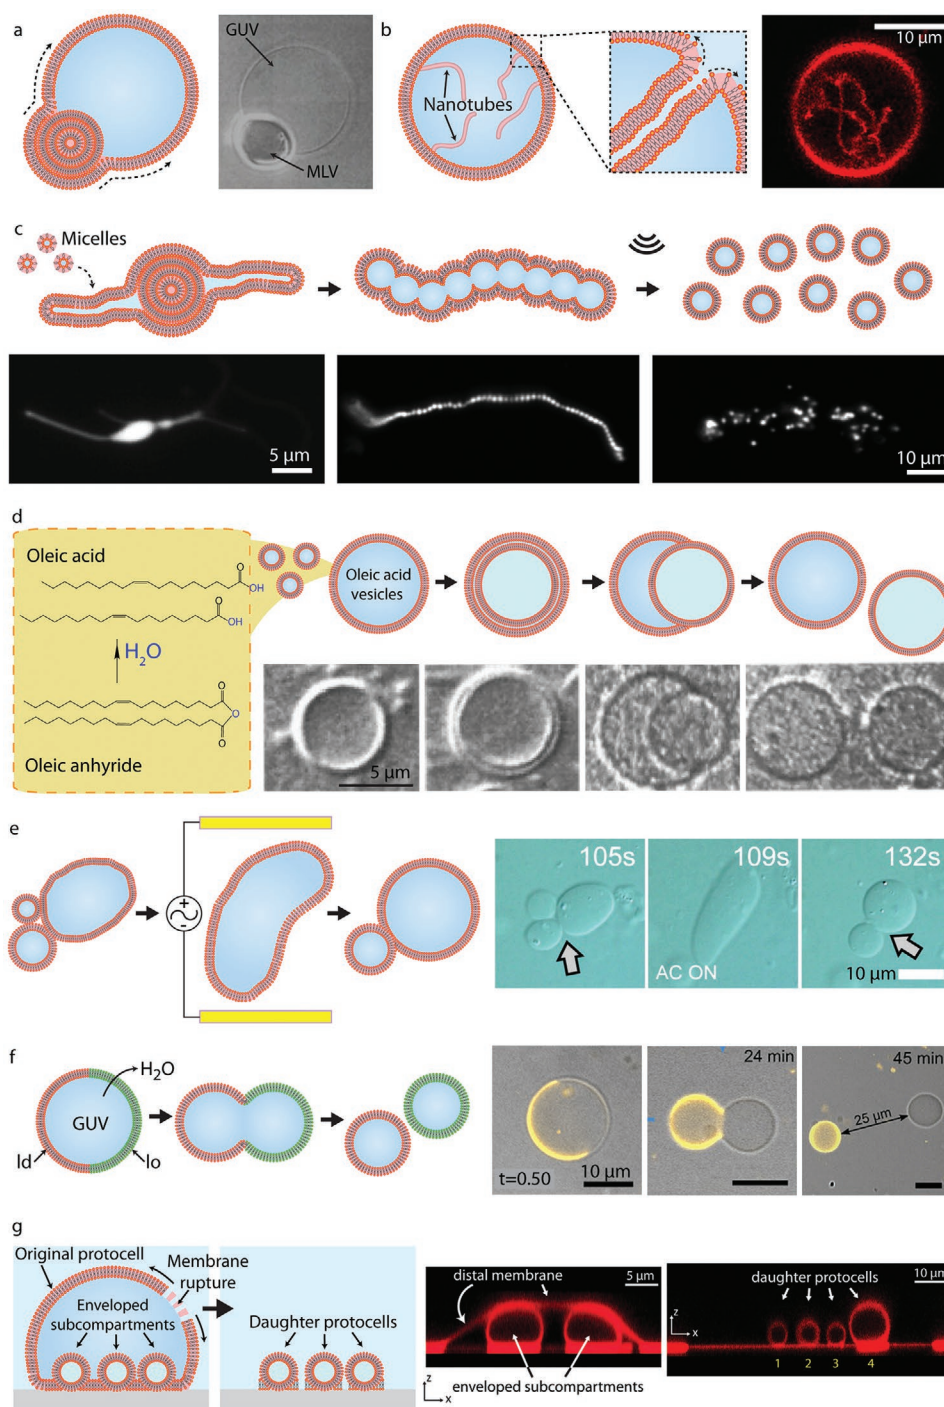 a
GUV
MLV
b
Nanotubes
10 µm
c
Micelles
5 µm
10 µm
d
Oleic acid
O
OH
O
OH
H₂O
O
O
O
Oleic anhyride
Oleic acid
vesicles
5 µm
e
+
-
105s
109s
AC ON
132s
10 µm
f
H₂O
GUV
ld
lo
t=0.50
10 µm
24 min
45 min
25 µm
g
Original protocell
Membrane
rupture
Enveloped
subcompartments
Daughter protocells
distal membrane
5 µm
enveloped subcompartments
z
x
daughter protocells
10 µm
z
x
1 2 3 4